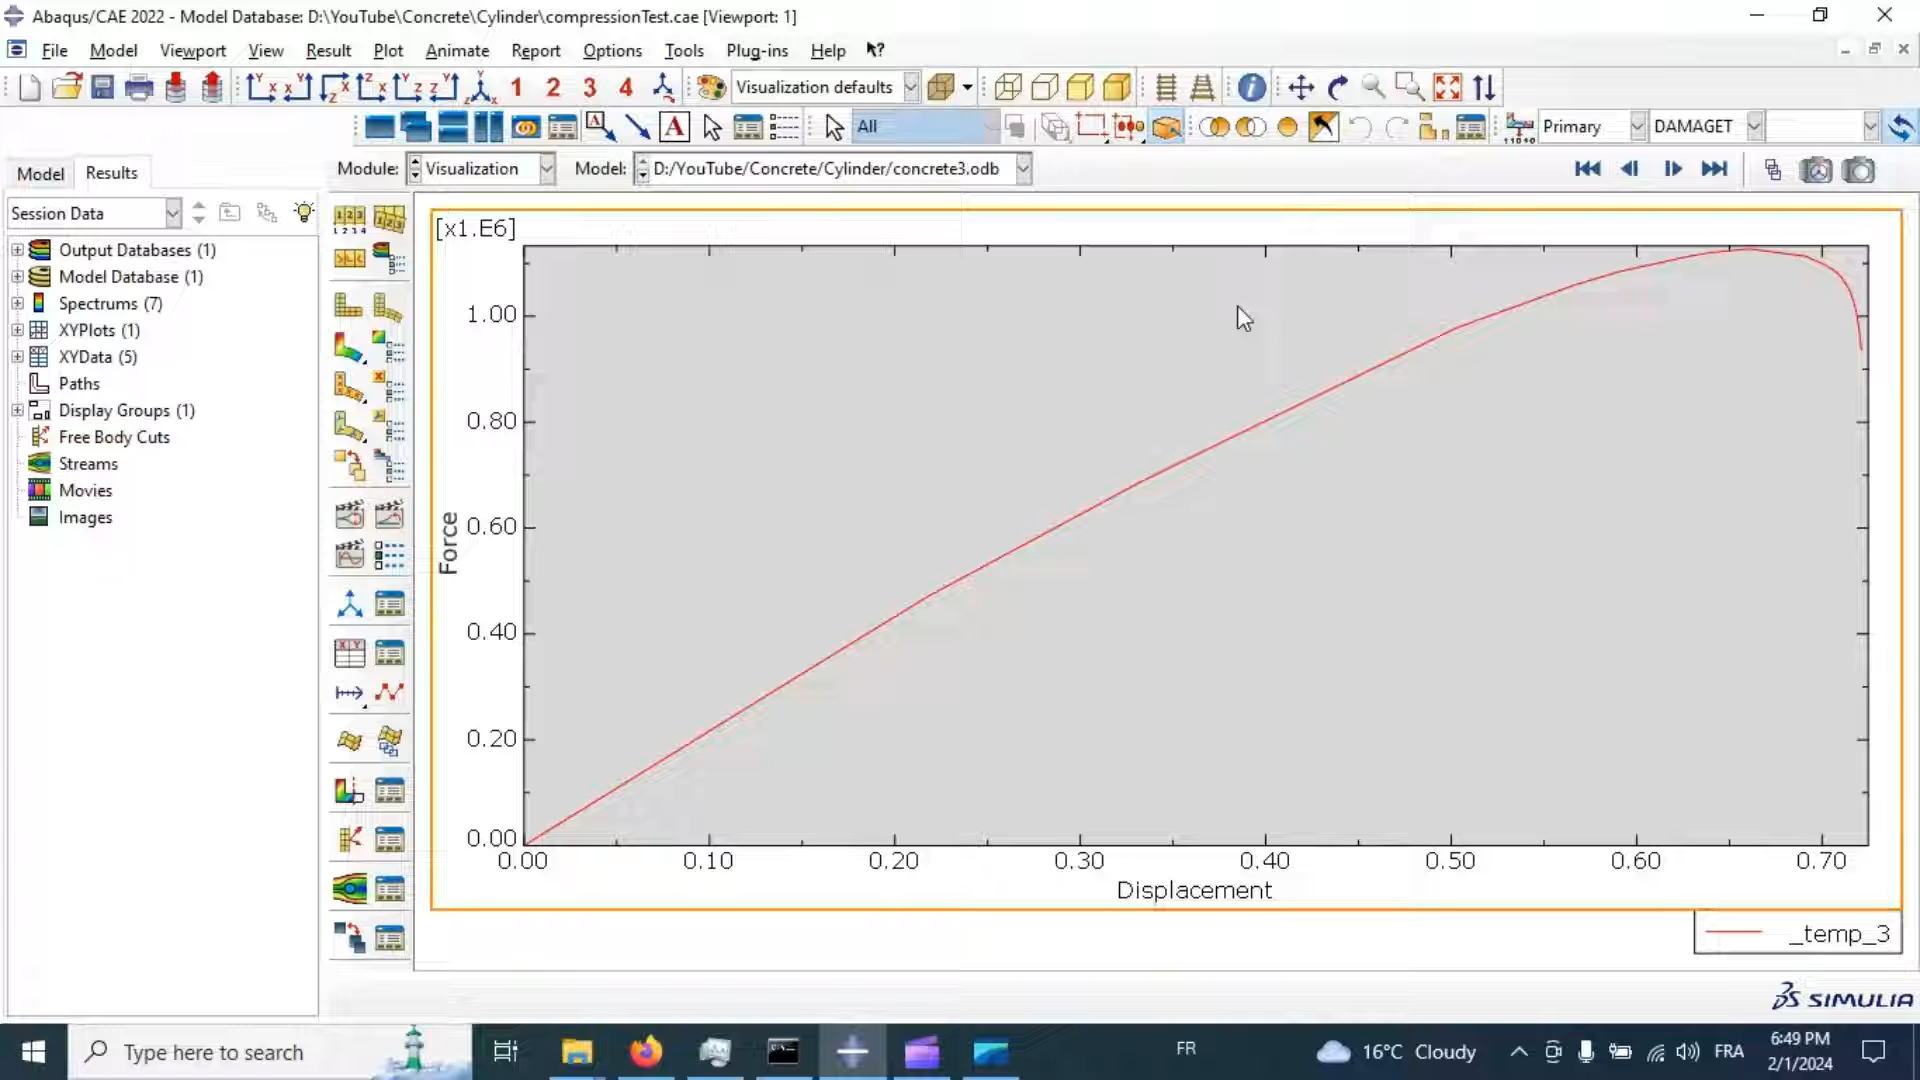 Abaqus/CAE 2022 - Model Database: D:\YouTube\Concrete\Cylinder\compressionTest.cae [Viewport: 1]
File Model Viewport View Result Plot Animate Report Options Tools Plug-ins Help
1 2 3 4 Visualization defaults
All Primary DAMAGET
Model Results
Module: Visualization Model: D:/YouTube/Concrete/Cylinder/concrete3.odb
Session Data
Output Databases (1)
Model Database (1)
Spectrums (7)
XYPlots (1)
XYData (5)
Paths
Display Groups (1)
Free Body Cuts
Streams
Movies
Images
[x1.E6]
1.00
0.80
0.60
0.40
0.20
0.00
Force
0.00 0.10 0.20 0.30 0.40 0.50 0.60 0.70
Displacement
_temp_3
SIMULIA
Type here to search
FR
16°C Cloudy
FRA
6:49 PM
2/1/2024